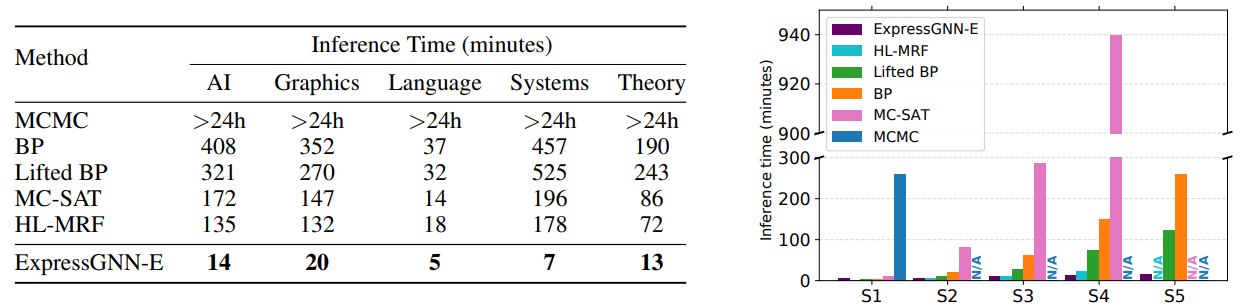 Method
Inference Time (minutes)
AI Graphics Language Systems Theory
MCMC >24h >24h >24h >24h >24h
BP 408 352 37 457 190
Lifted BP 321 270 32 525 243
MC-SAT 172 147 14 196 86
HL-MRF 135 132 18 178 72
ExpressGNN-E 14 20 5 7 13
Inference time (minutes)
940
920
900
300
200
100
0
ExpressGNN-E
HL-MRF
Lifted BP
BP
MC-SAT
MCMC
N/A
N/A
N/A
N/A
N/A
N/A
S1 S2 S3 S4 S5